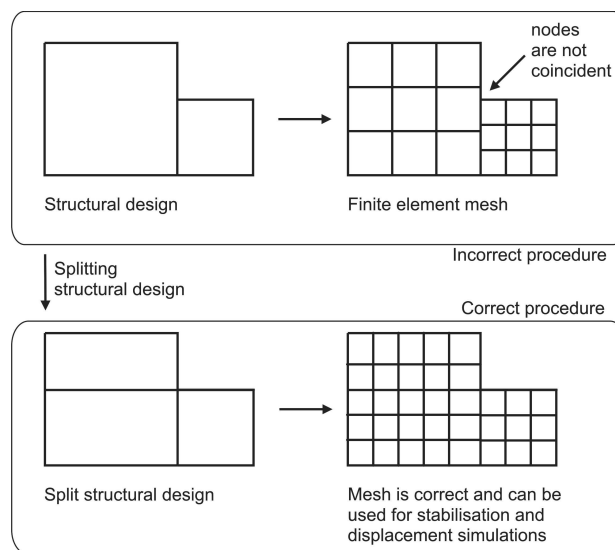 nodes
are not
coincident
Structural design
Finite element mesh
Incorrect procedure
Splitting
structural design
Correct procedure
Split structural design
Mesh is correct and can be
used for stabilisation and
displacement simulations